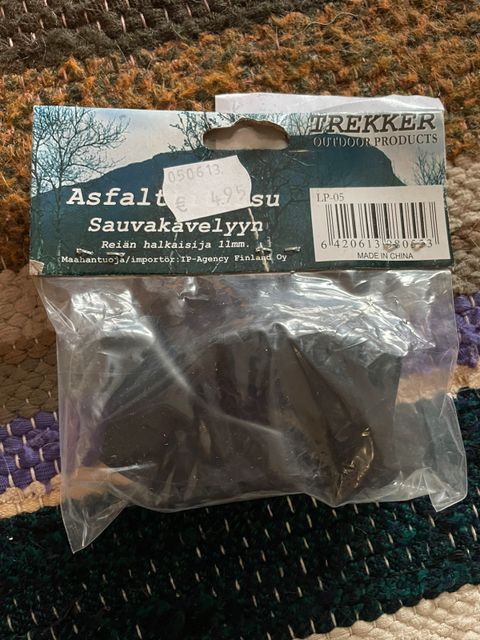 TREKKER
OUTDOOR PRODUCTS
050613
€ 4.95
Sauvakävelyyn
Reiän halkaisija 11mm.
Maahantuoja/importor:IP-Agency Finland Oy
LP-05
MADE IN CHINA